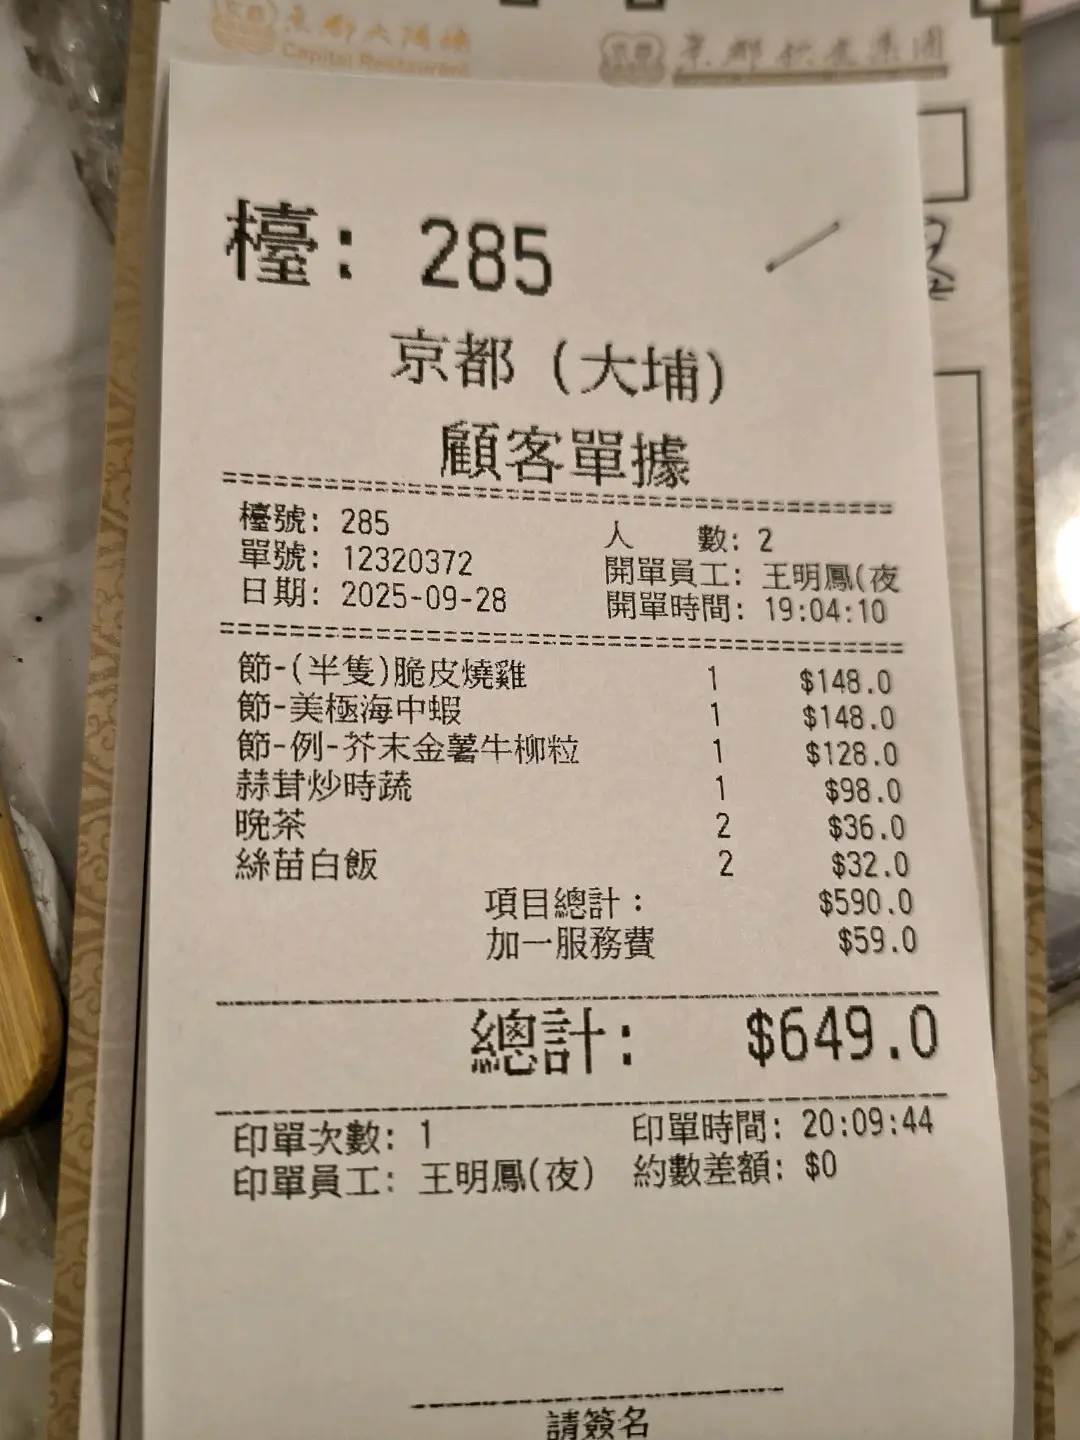 京都大酒樓
Capital Restaurant
京都飲食集團
檯: 285
京都 (大埔)
顧客單據
檯號: 285 人 數: 2
單號: 12320372 開單員工: 王明鳳(夜
日期: 2025-09-28 開單時間: 19:04:10
節-(半隻)脆皮燒雞 1 $148.0
節-美極海中蝦 1 $148.0
節-例-芥末金薯牛柳粒 1 $128.0
蒜茸炒時蔬 1 $98.0
晚茶 2 $36.0
絲苗白飯 2 $32.0
項目總計: $590.0
加一服務費 $59.0
總計: $649.0
印單次數: 1 印單時間: 20:09:44
印單員工: 王明鳳(夜) 約數差額: $0
請簽名